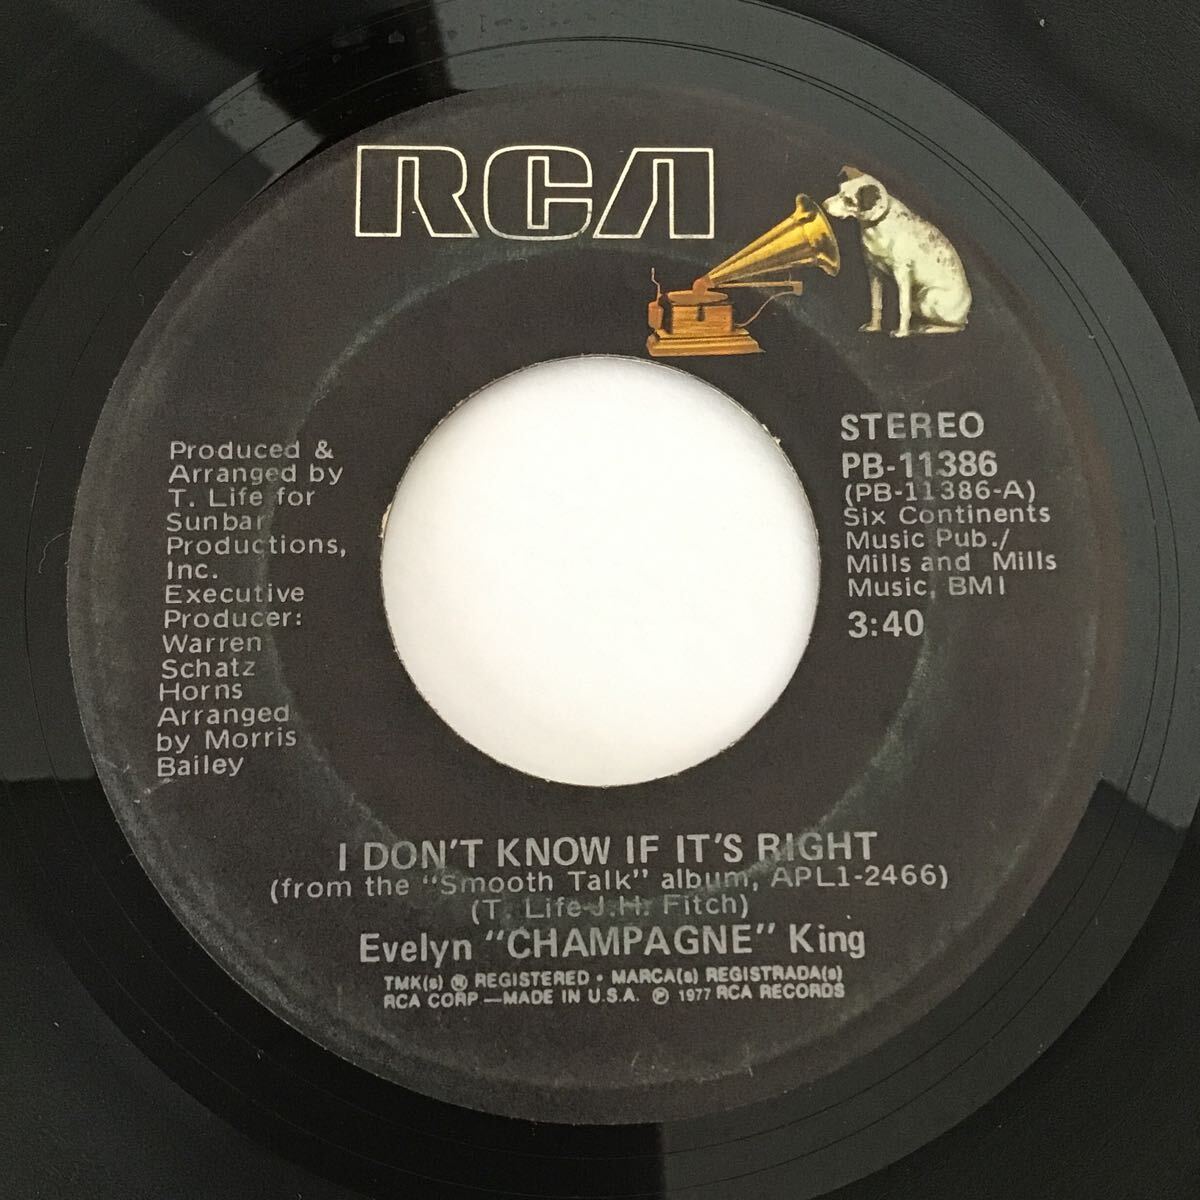 RCA
Produced &
Arranged by
T. Life for
Sunbar
Productions,
Inc.
Executive
Producer:
Warren
Schatz
Horns
Arranged
by Morris
Bailey
STEREO
PB-11386
(PB-11386-A)
Six Continents
Music Pub./
Mills and Mills
Music, BMI
3:40
I DON'T KNOW IF IT'S RIGHT
(from the "Smooth Talk" album, APL1-2466)
(T. Life-J.H. Fitch)
Evelyn "CHAMPAGNE" King
TMK(s) ® REGISTERED • MARCA(s) REGISTRADA(s)
RCA CORP.—MADE IN U.S.A. ℗ 1977 RCA RECORDS